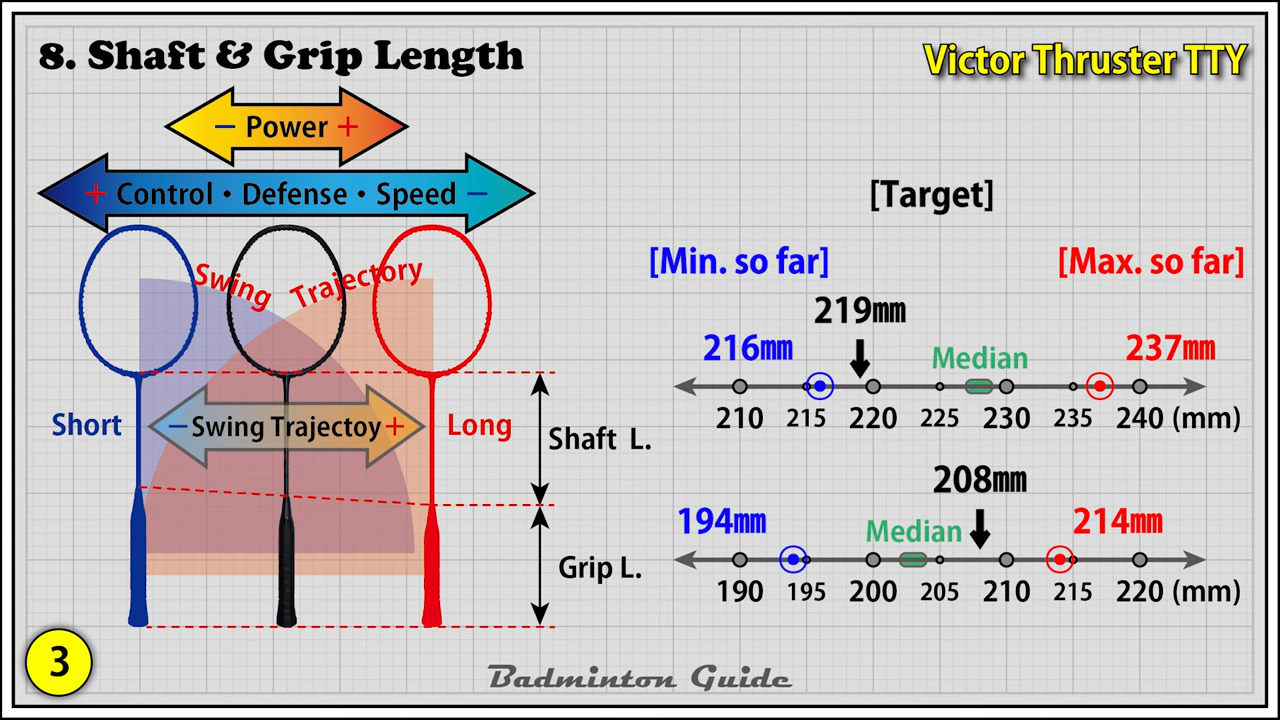 8. Shaft & Grip Length
Victor Thruster TTY
− Power +
+ Control • Defense • Speed −
[Target]
Swing Trajectory
[Min. so far]
[Max. so far]
219mm
216mm
Median
237mm
210 215 220 225 230 235 240 (mm)
Short
− Swing Trajectoy +
Long
Shaft L.
208mm
194mm
Median
214mm
190 195 200 205 210 215 220 (mm)
Grip L.
3
Badminton Guide